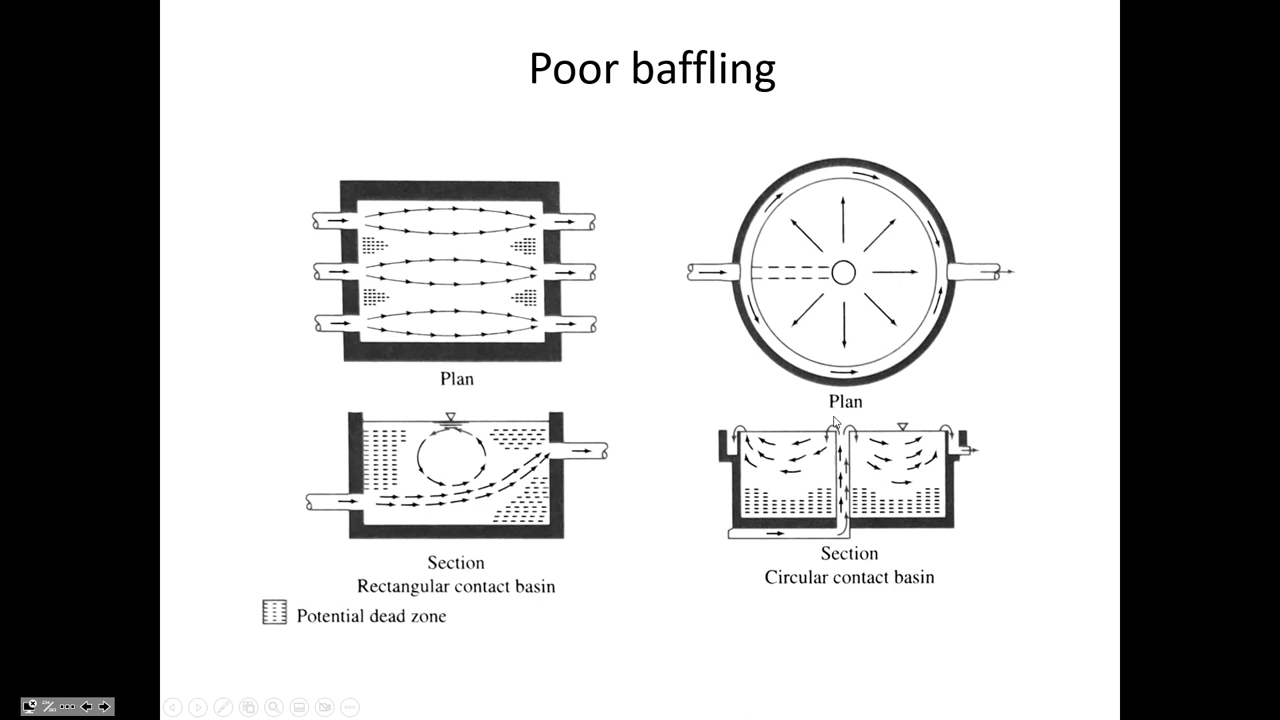 Poor baffling
Plan
Plan
Section
Rectangular contact basin
Section
Circular contact basin
Potential dead zone